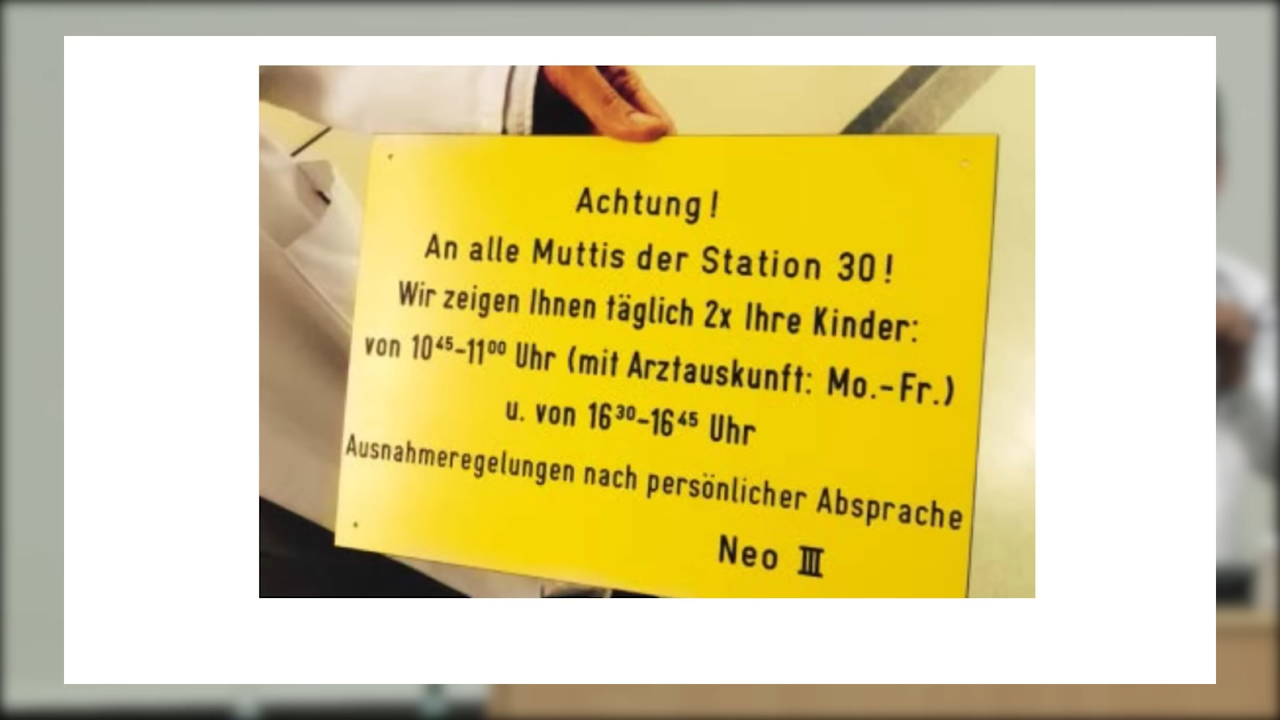 Achtung!
An alle Muttis der Station 30!
Wir zeigen Ihnen täglich 2x Ihre Kinder:
von 10⁴⁵-11⁰⁰ Uhr (mit Arztauskunft: Mo.-Fr.)
u. von 16³⁰-16⁴⁵ Uhr
Ausnahmeregelungen nach persönlicher Absprache
Neo III